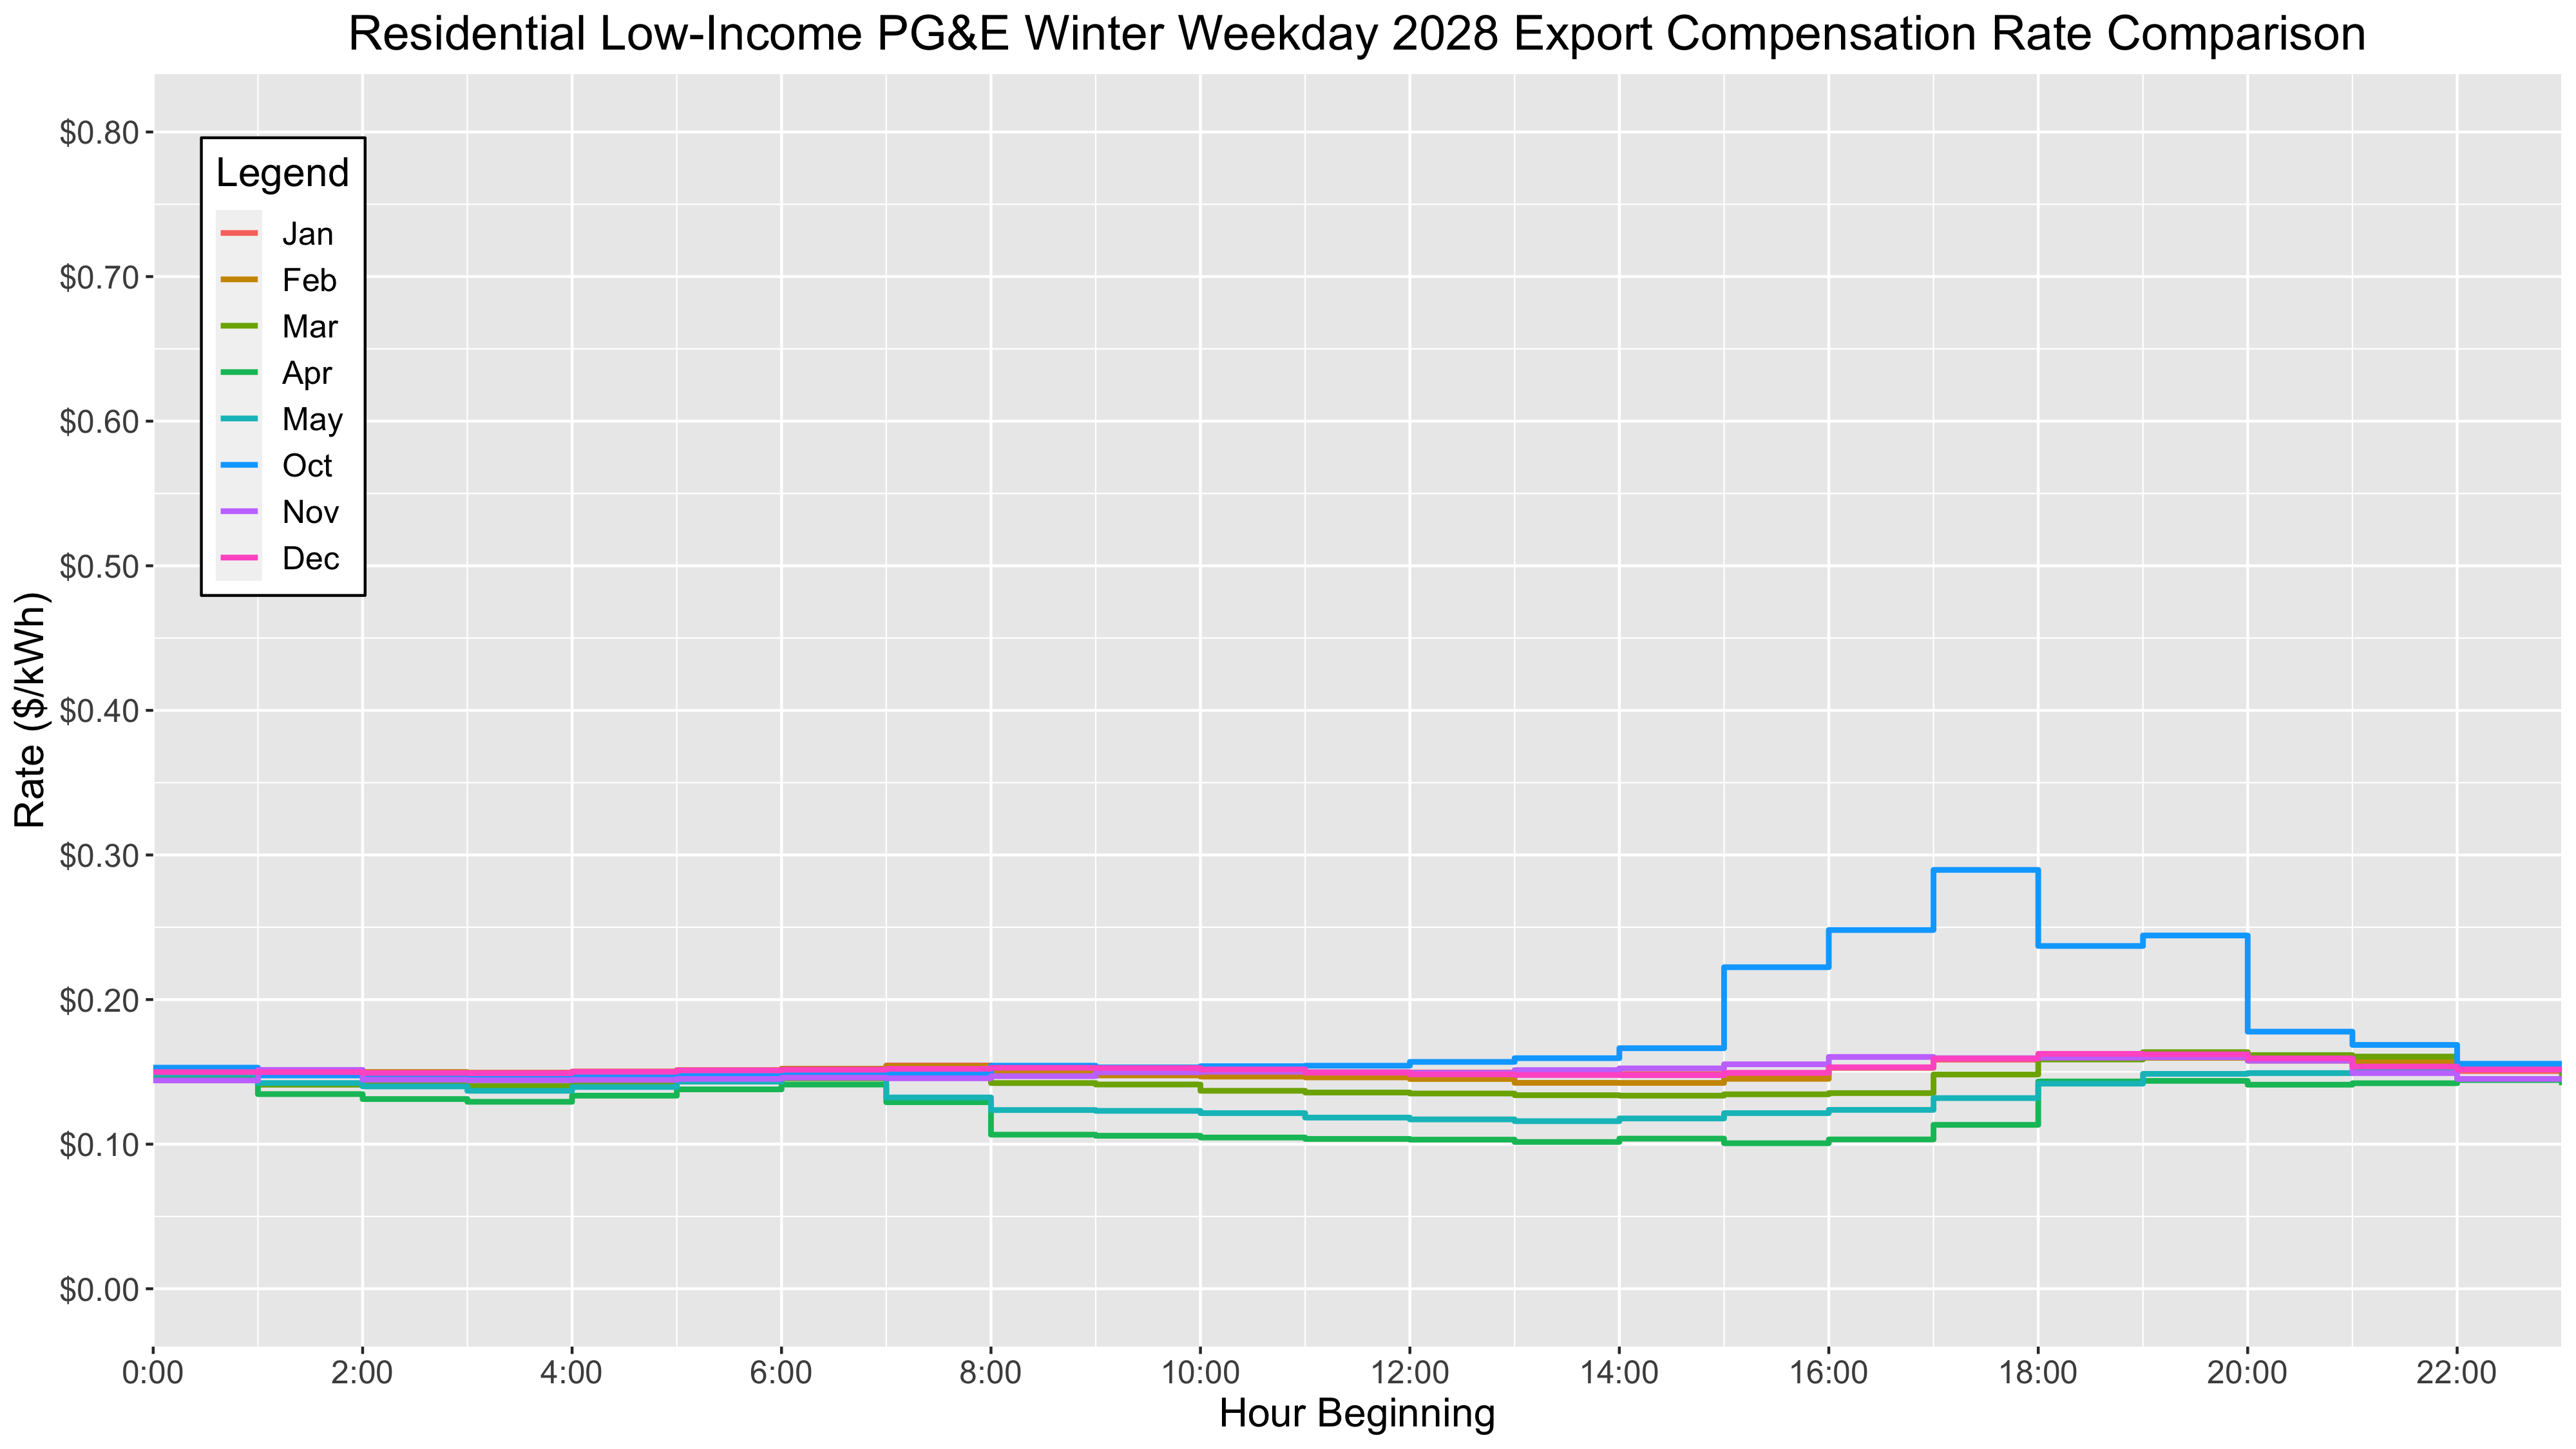 Residential Low-Income PG&E Winter Weekday 2028 Export Compensation Rate Comparison
$0.80
$0.70
$0.60
$0.50
$0.40
$0.30
$0.20
$0.10
$0.00
Rate ($/kWh)
Legend
Jan
Feb
Mar
Apr
May
Oct
Nov
Dec
0:00 2:00 4:00 6:00 8:00 10:00 12:00 14:00 16:00 18:00 20:00 22:00
Hour Beginning